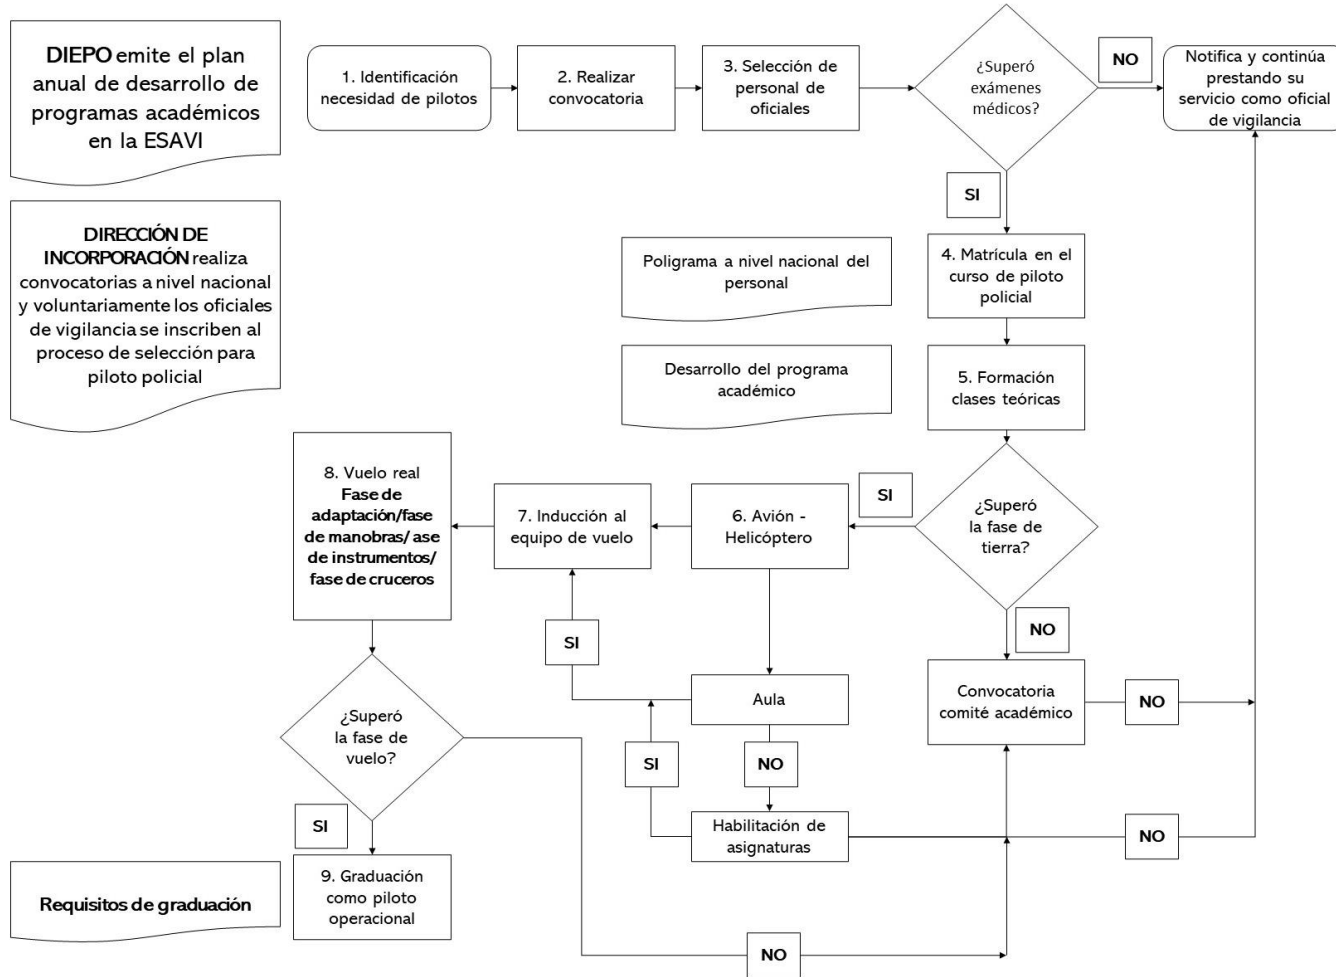 DIEPO emite el plan
anual de desarrollo de
programas académicos
en la ESAVI
1. Identificación
necesidad de pilotos
2. Realizar
convocatoria
3. Selección de
personal de
oficiales
¿Superó
exámenes
médicos?
NO
Notifica y continúa
prestando su
servicio como oficial
de vigilancia
SI
DIRECCIÓN DE
INCORPORACIÓN realiza
convocatorias a nivel nacional
y voluntariamente los oficiales
de vigilancia se inscriben al
proceso de selección para
piloto policial
Poligrama a nivel nacional del
personal
4. Matrícula en el
curso de piloto
policial
Desarrollo del programa
académico
5. Formación
clases teóricas
8. Vuelo real
Fase de
adaptación/fase
de manobras/ ase
de instrumentos/
fase de cruceros
7. Inducción al
equipo de vuelo
6. Avión -
Helicóptero
SI
¿Superó
la fase de
tierra?
SI
NO
¿Superó
la fase de
vuelo?
Aula
Convocatoria
comité académico
NO
SI
NO
SI
Habilitación de
asignaturas
NO
Requisitos de graduación
9. Graduación
como piloto
operacional
NO